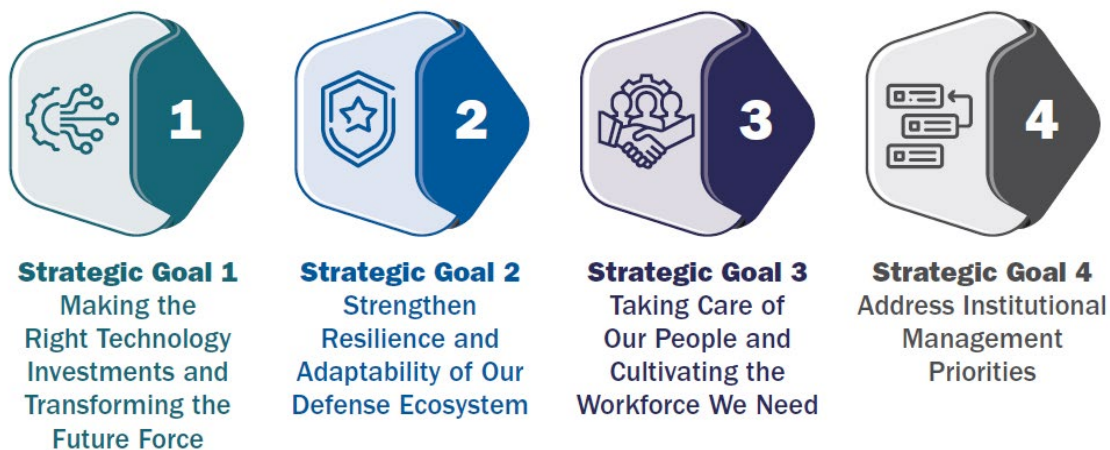 1
Strategic Goal 1
Making the
Right Technology
Investments and
Transforming the
Future Force
2
Strategic Goal 2
Strengthen
Resilience and
Adaptability of Our
Defense Ecosystem
3
Strategic Goal 3
Taking Care of
Our People and
Cultivating the
Workforce We Need
4
Strategic Goal 4
Address Institutional
Management
Priorities